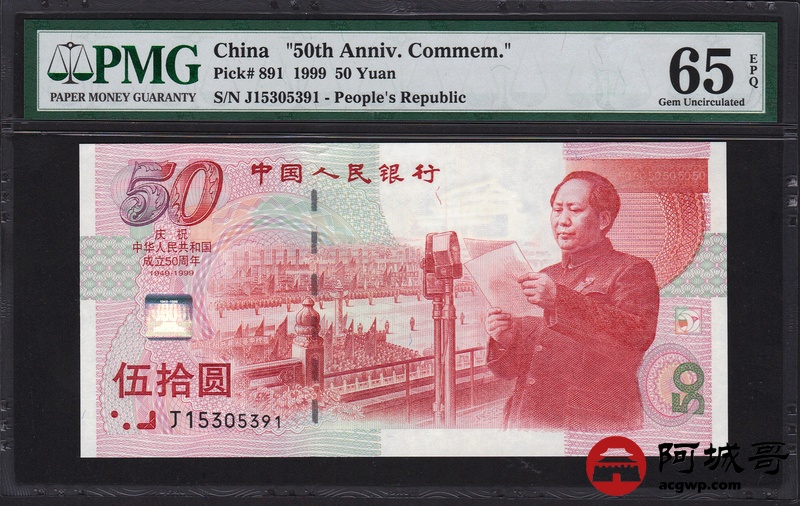 PMG
PAPER MONEY GUARANTY
China "50th Anniv. Commem."
Pick# 891 1999 50 Yuan
S/N J15305391 - People's Republic
65
EPQ
Gem Uncirculated
50
中国人民银行
庆祝
中华人民共和国
成立50周年
1949-1999
伍拾圆
J15305391
50
阿城哥
acgwp.com